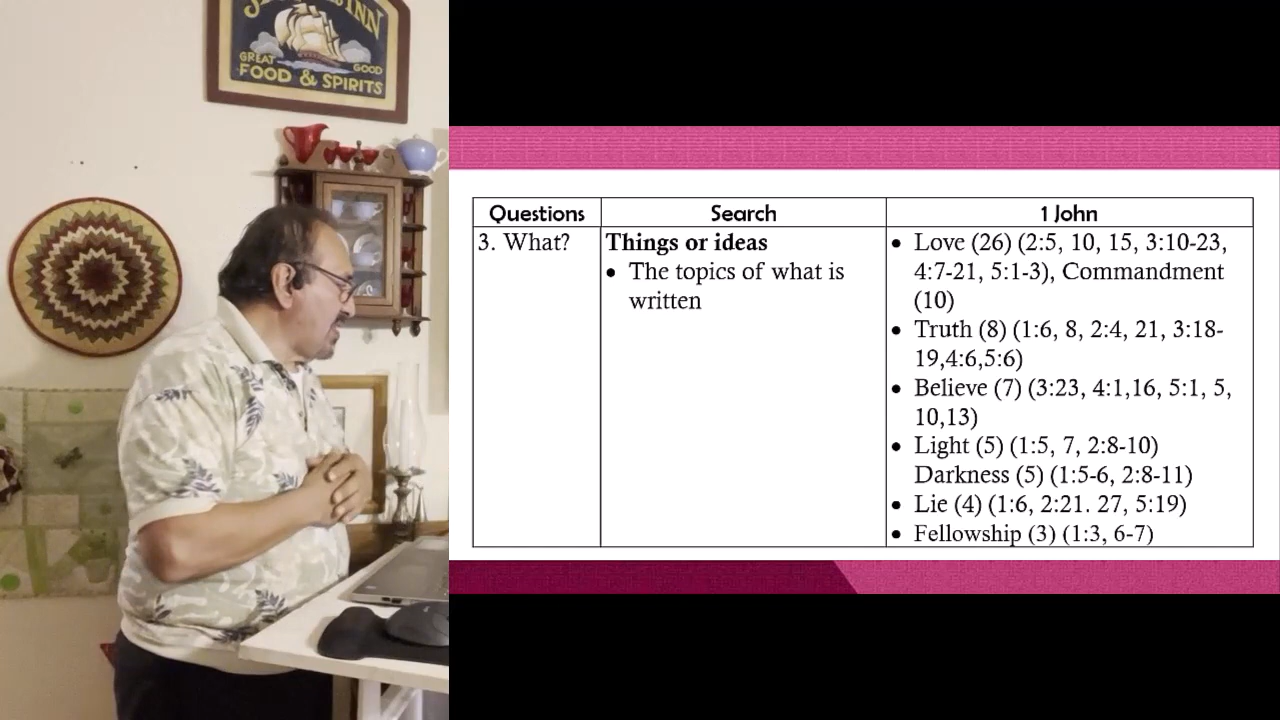 INN
GREAT GOOD
FOOD & SPIRITS
Questions Search 1 John
3. What? Things or ideas
• The topics of what is
written
• Love (26) (2:5, 10, 15, 3:10-23,
4:7-21, 5:1-3), Commandment
(10)
• Truth (8) (1:6, 8, 2:4, 21, 3:18-
19,4:6,5:6)
• Believe (7) (3:23, 4:1,16, 5:1, 5,
10,13)
• Light (5) (1:5, 7, 2:8-10)
Darkness (5) (1:5-6, 2:8-11)
• Lie (4) (1:6, 2:21. 27, 5:19)
• Fellowship (3) (1:3, 6-7)